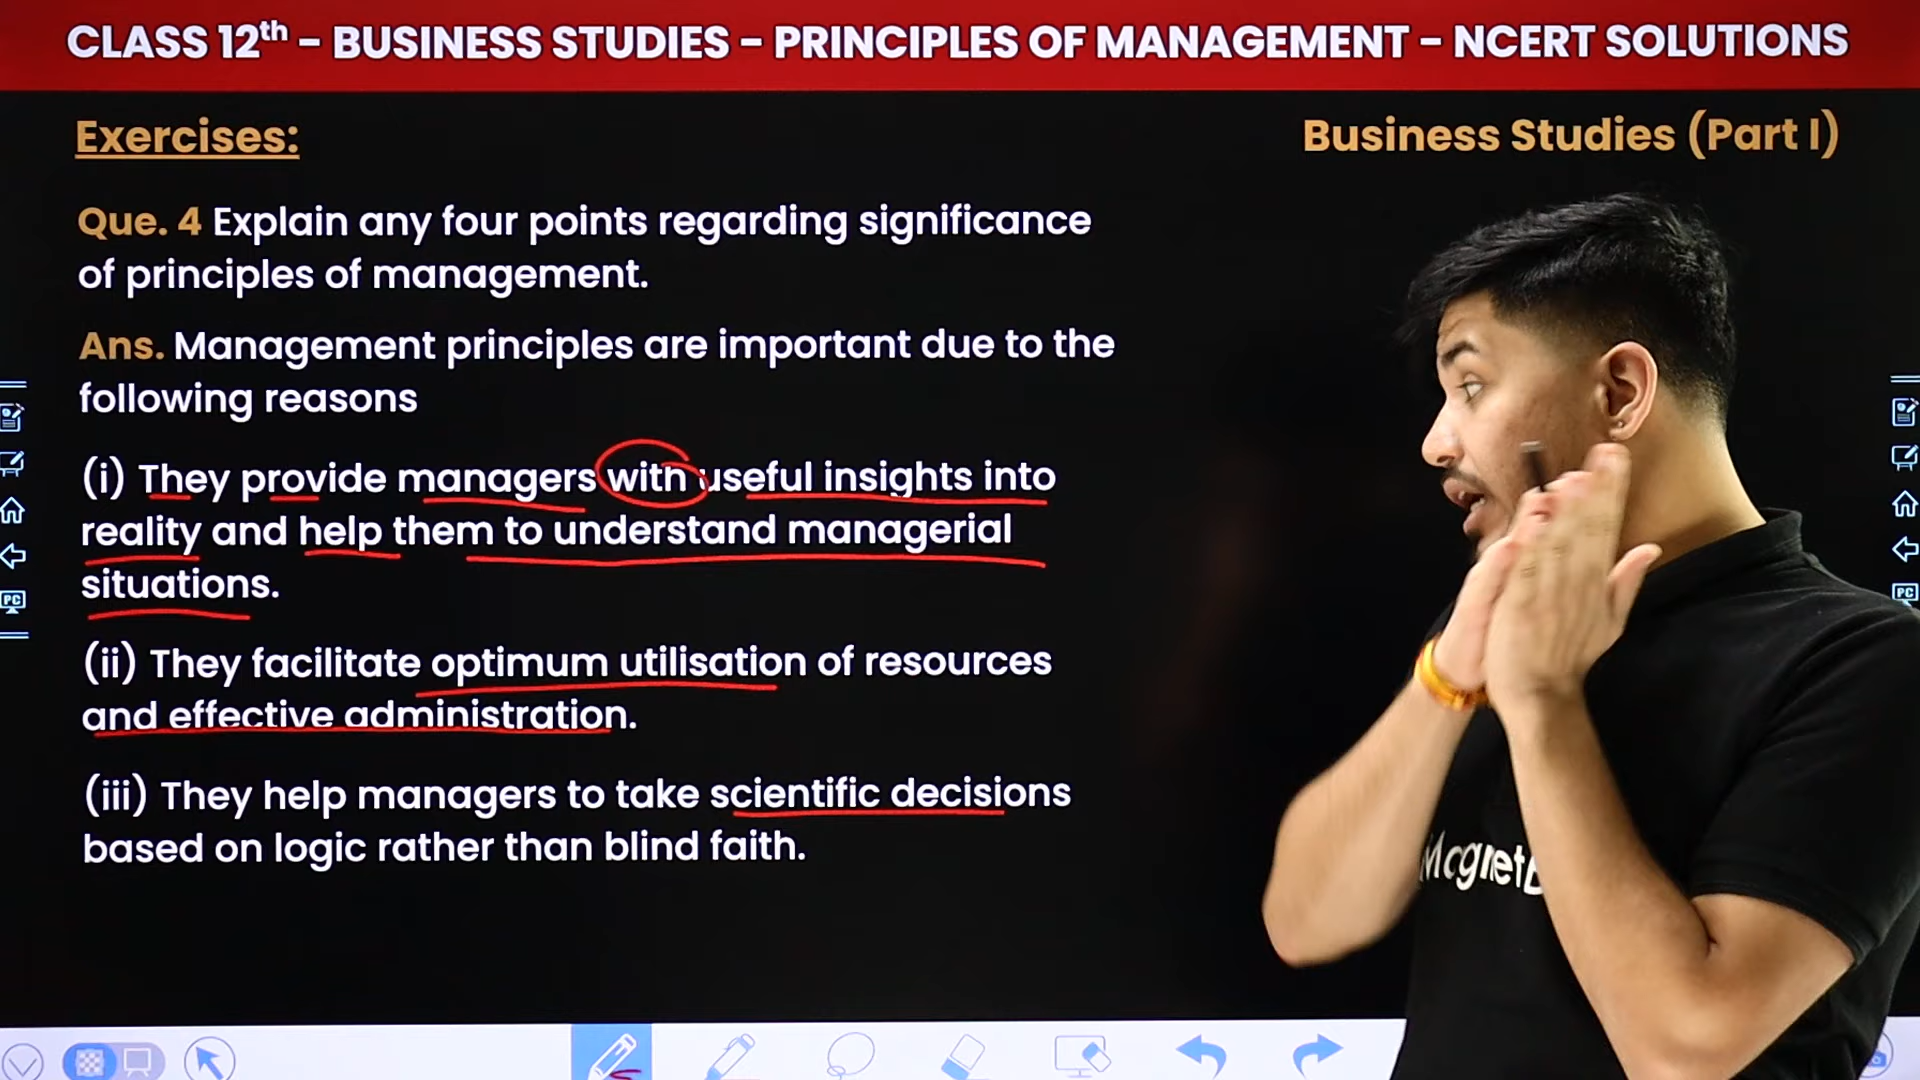 CLASS 12th - BUSINESS STUDIES - PRINCIPLES OF MANAGEMENT - NCERT SOLUTIONS
Exercises:
Business Studies (Part I)
Que. 4 Explain any four points regarding significance
of principles of management.
Ans. Management principles are important due to the
following reasons
(i) They provide managers with useful insights into
reality and help them to understand managerial
situations.
(ii) They facilitate optimum utilisation of resources
and effective administration.
(iii) They help managers to take scientific decisions
based on logic rather than blind faith.
PC
PC